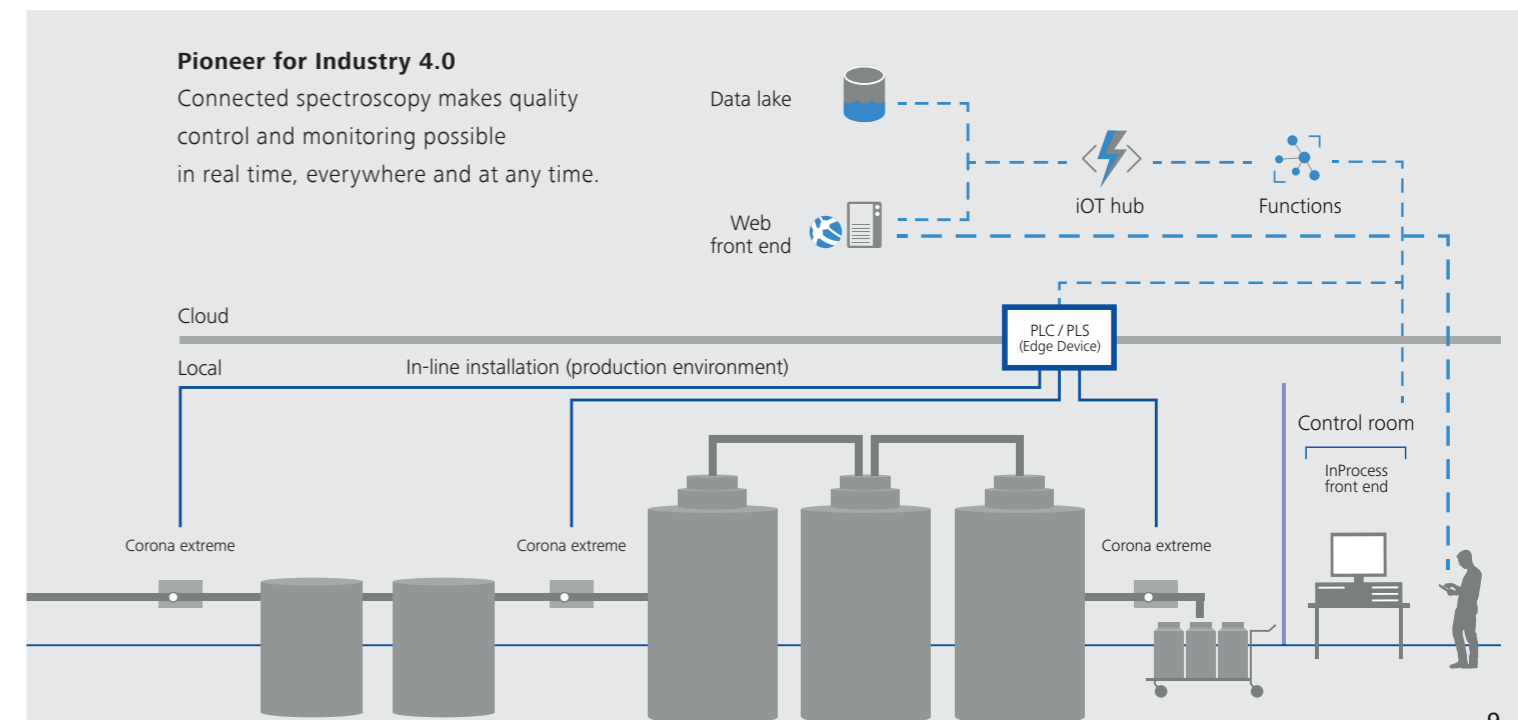 Pioneer for Industry 4.0
Connected spectroscopy makes quality
control and monitoring possible
in real time, everywhere and at any time.
Data lake
iOT hub
Functions
Web
front end
Cloud
PLC / PLS
(Edge Device)
Local
In-line installation (production environment)
Control room
InProcess
front end
Corona extreme
Corona extreme
Corona extreme